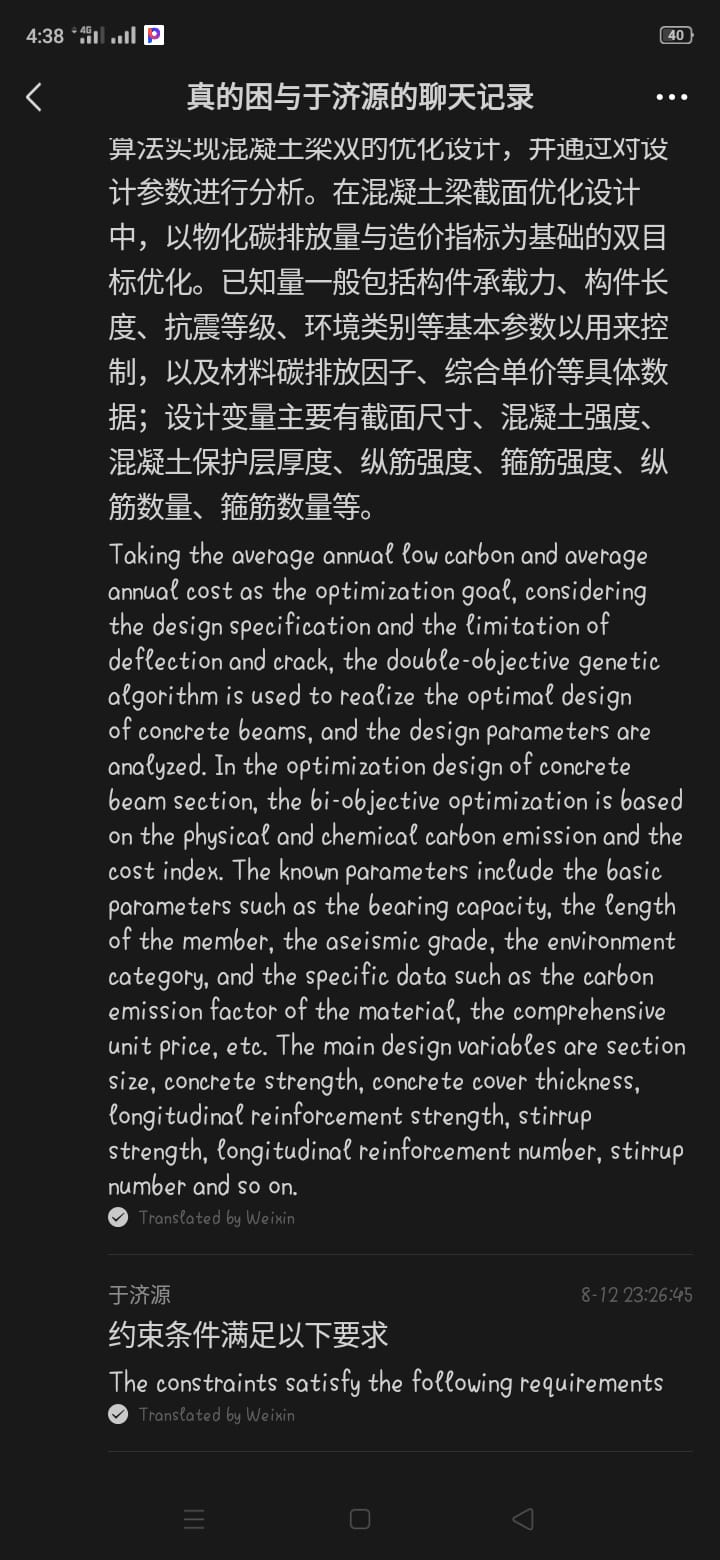 4:38 4G 40
真的困与于济源的聊天记录
算法实现混凝土梁双的优化设计，并通过对设
计参数进行分析。在混凝土梁截面优化设计
中，以物化碳排放量与造价指标为基础的双目
标优化。已知量一般包括构件承载力、构件长
度、抗震等级、环境类别等基本参数以用来控
制，以及材料碳排放因子、综合单价等具体数
据；设计变量主要有截面尺寸、混凝土强度、
混凝土保护层厚度、纵筋强度、箍筋强度、纵
筋数量、箍筋数量等。
Taking the average annual low carbon and average
annual cost as the optimization goal, considering
the design specification and the limitation of
deflection and crack, the double-objective genetic
algorithm is used to realize the optimal design
of concrete beams, and the design parameters are
analyzed. In the optimization design of concrete
beam section, the bi-objective optimization is based
on the physical and chemical carbon emission and the
cost index. The known parameters include the basic
parameters such as the bearing capacity, the length
of the member, the aseismic grade, the environment
category, and the specific data such as the carbon
emission factor of the material, the comprehensive
unit price, etc. The main design variables are section
size, concrete strength, concrete cover thickness,
longitudinal reinforcement strength, stirrup
strength, longitudinal reinforcement number, stirrup
number and so on.
Translated by Weixin
于济源 8-12 23:26:45
约束条件满足以下要求
The constraints satisfy the following requirements
Translated by Weixin